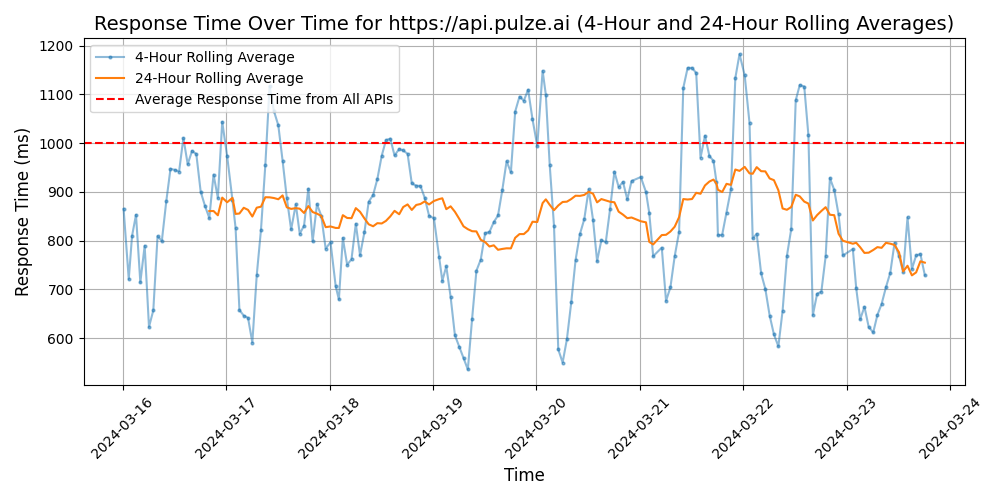 Response Time Over Time for https://api.pulze.ai (4-Hour and 24-Hour Rolling Averages)
4-Hour Rolling Average
24-Hour Rolling Average
Average Response Time from All APIs
Response Time (ms)
1200
1100
1000
900
800
700
600
2024-03-16
2024-03-17
2024-03-18
2024-03-19
2024-03-20
2024-03-21
2024-03-22
2024-03-23
2024-03-24
Time